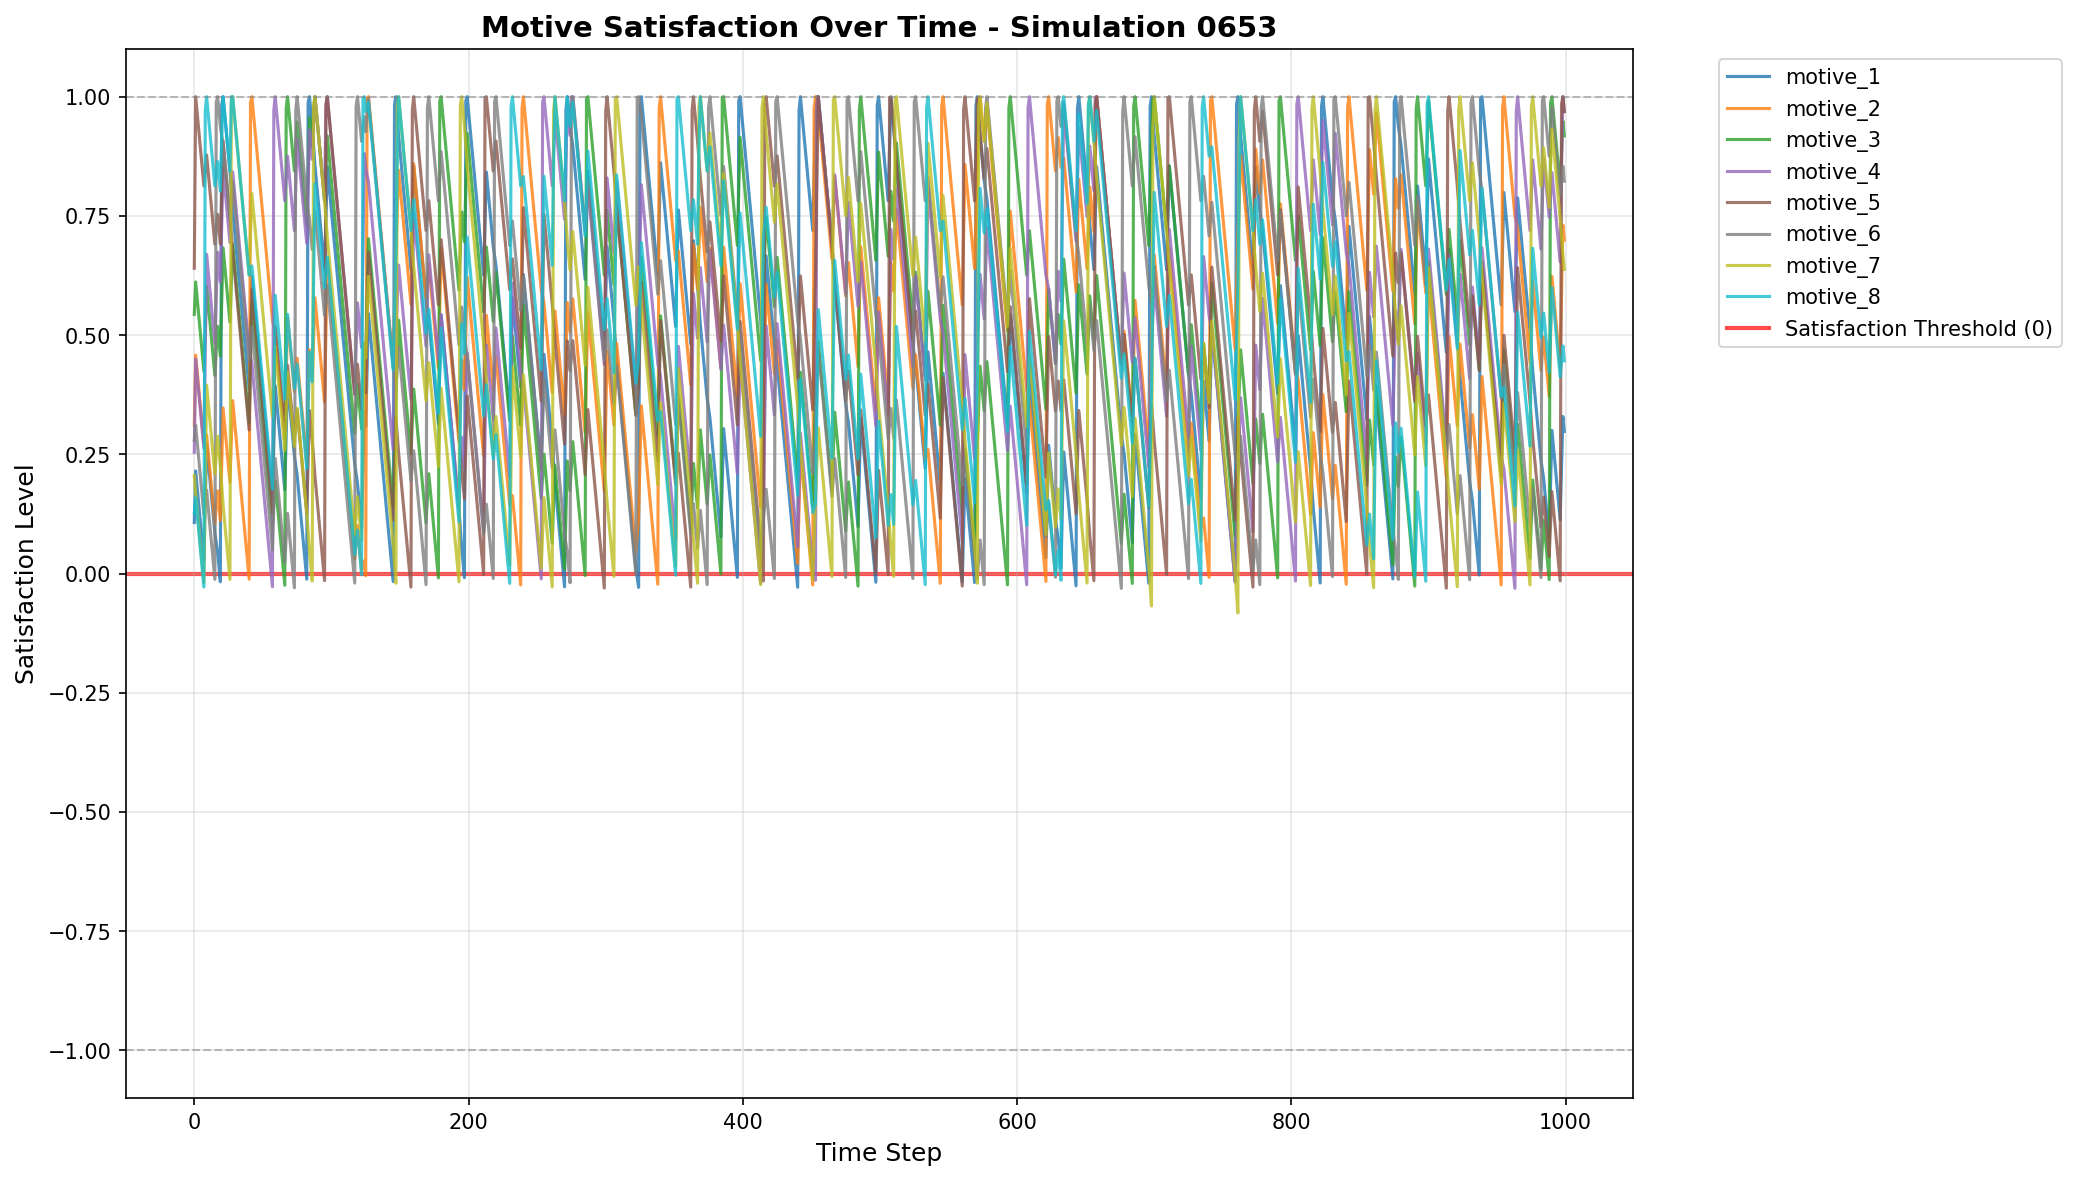 Motive Satisfaction Over Time - Simulation 0653
1.00
0.75
0.50
0.25
0.00
−0.25
−0.50
−0.75
−1.00
Satisfaction Level
0
200
400
600
800
1000
Time Step
motive_1
motive_2
motive_3
motive_4
motive_5
motive_6
motive_7
motive_8
Satisfaction Threshold (0)